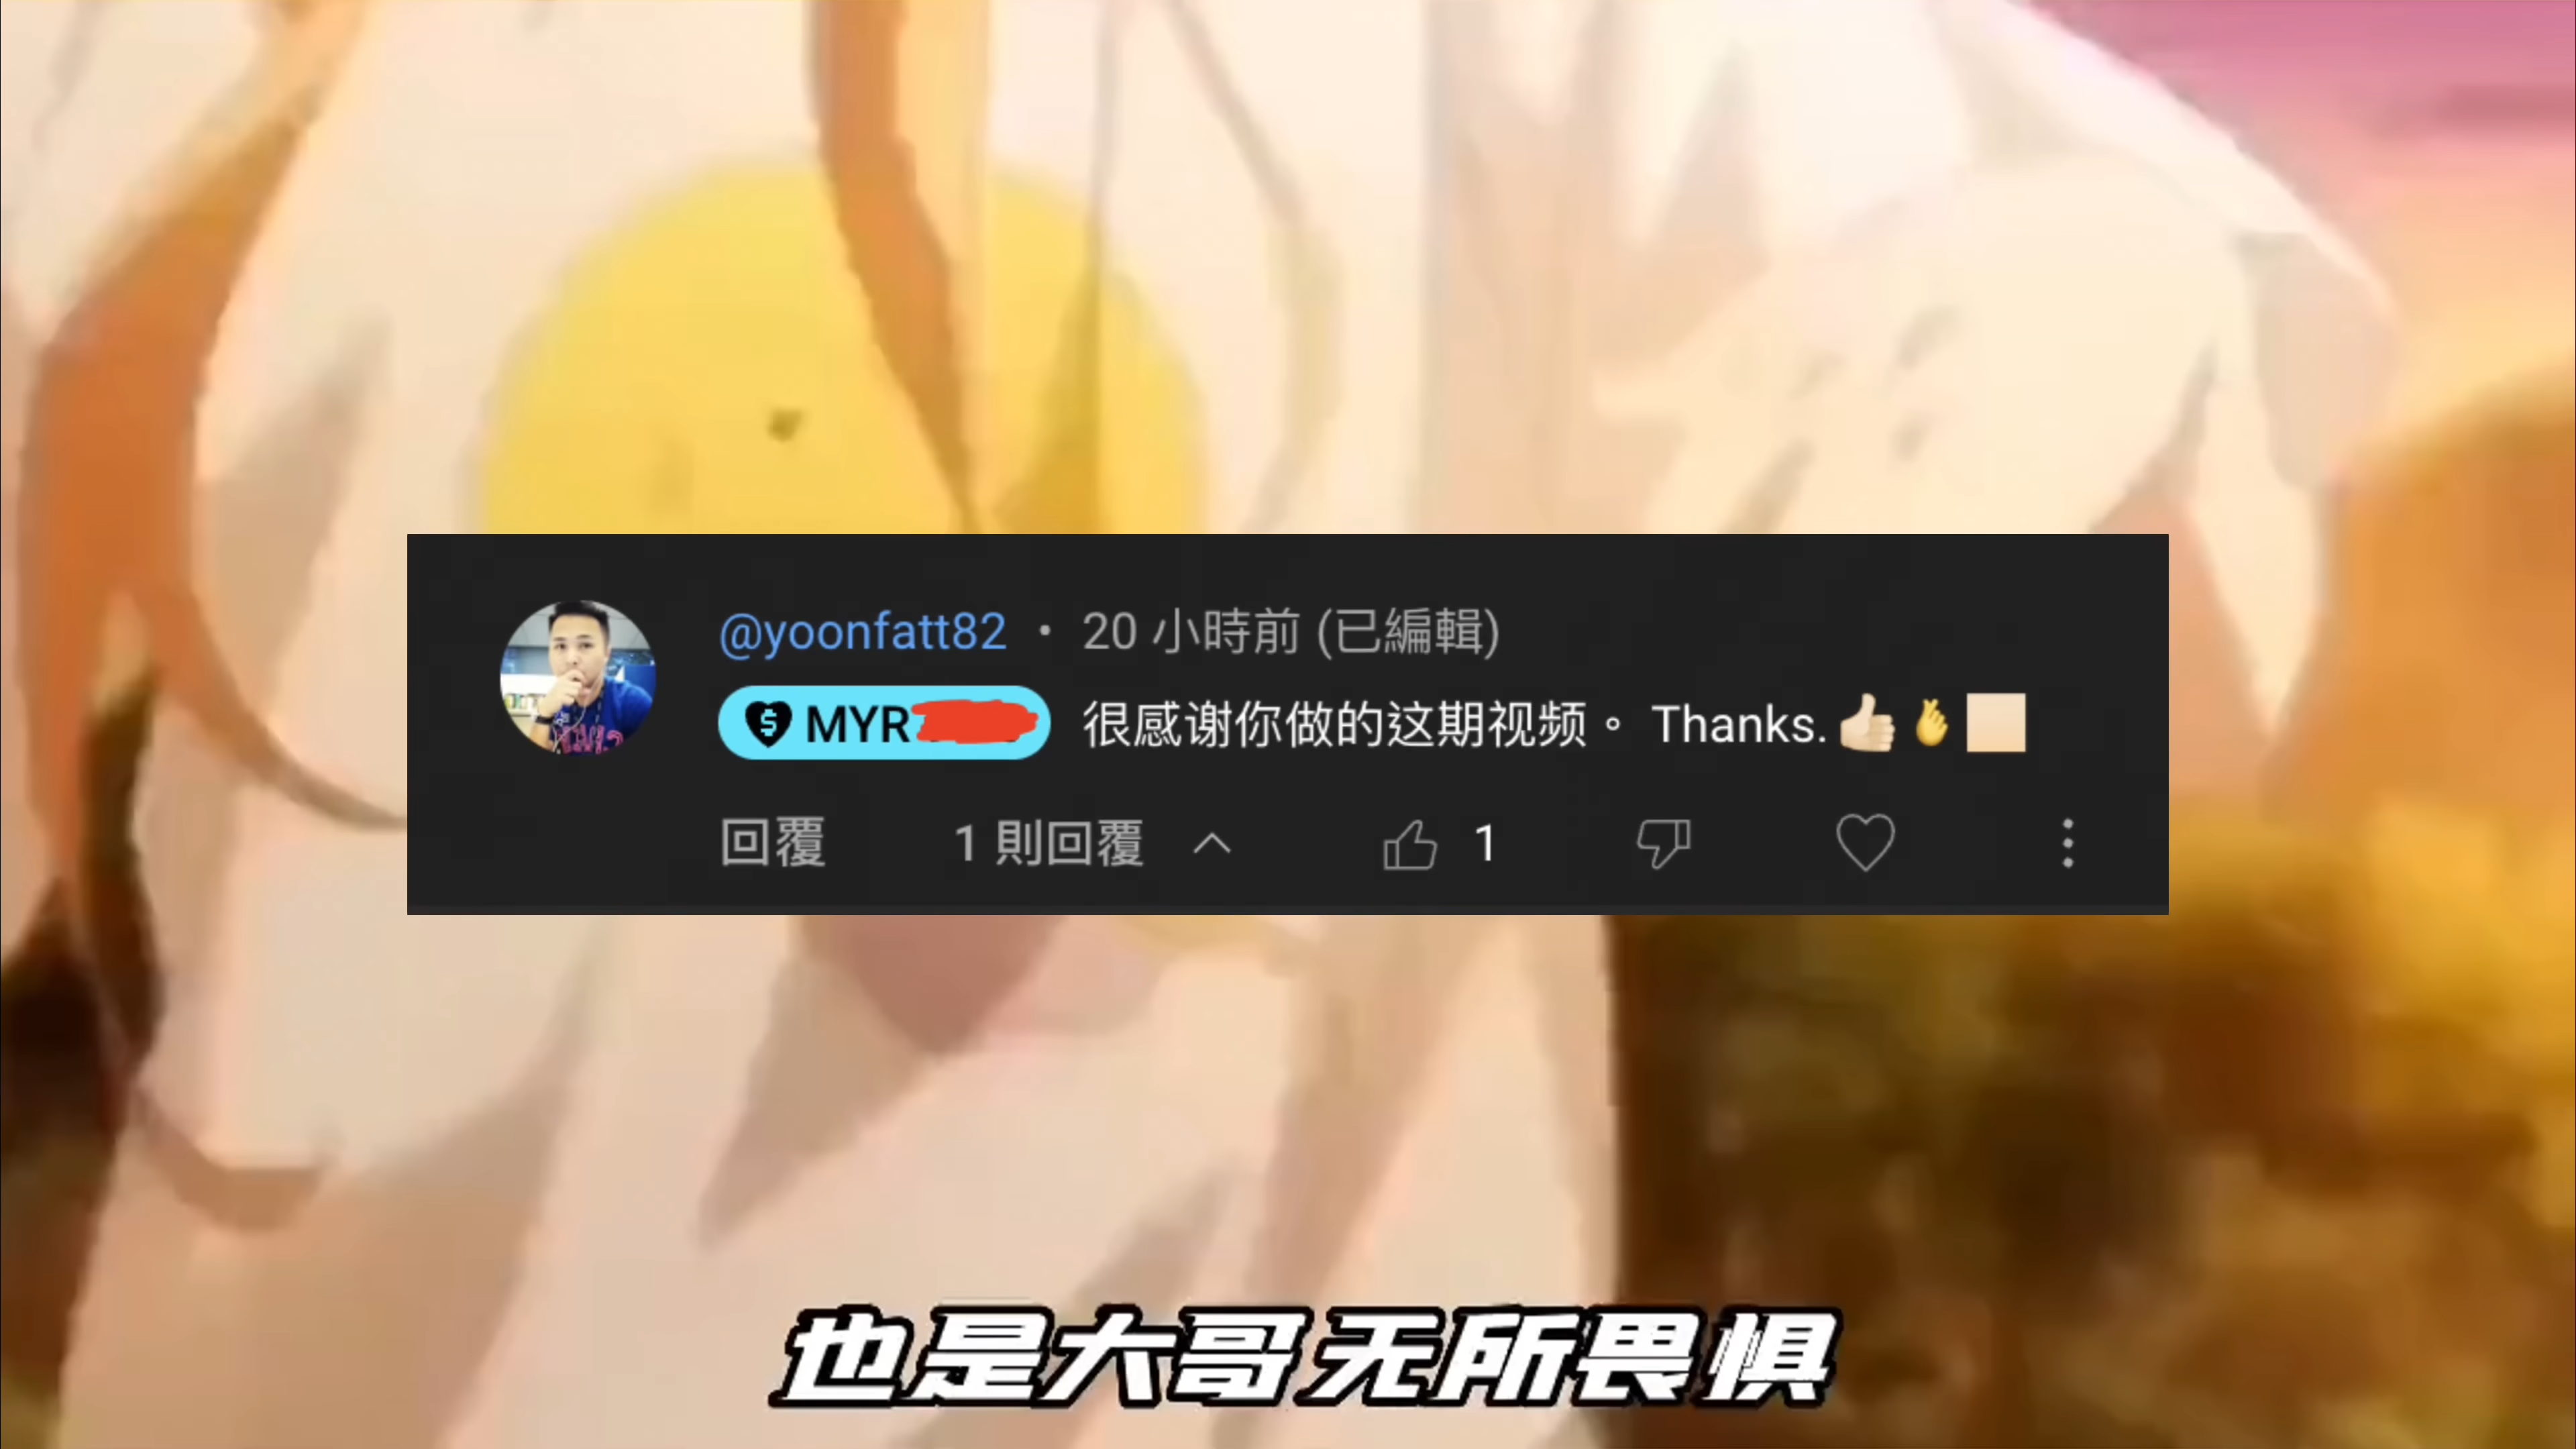 @yoonfatt82 • 20 小時前 (已編輯)
MYR 很感谢你做的这期视频。 Thanks.👍🏻🫰🏻
回覆 1 則回覆 1
也是大哥无所畏惧